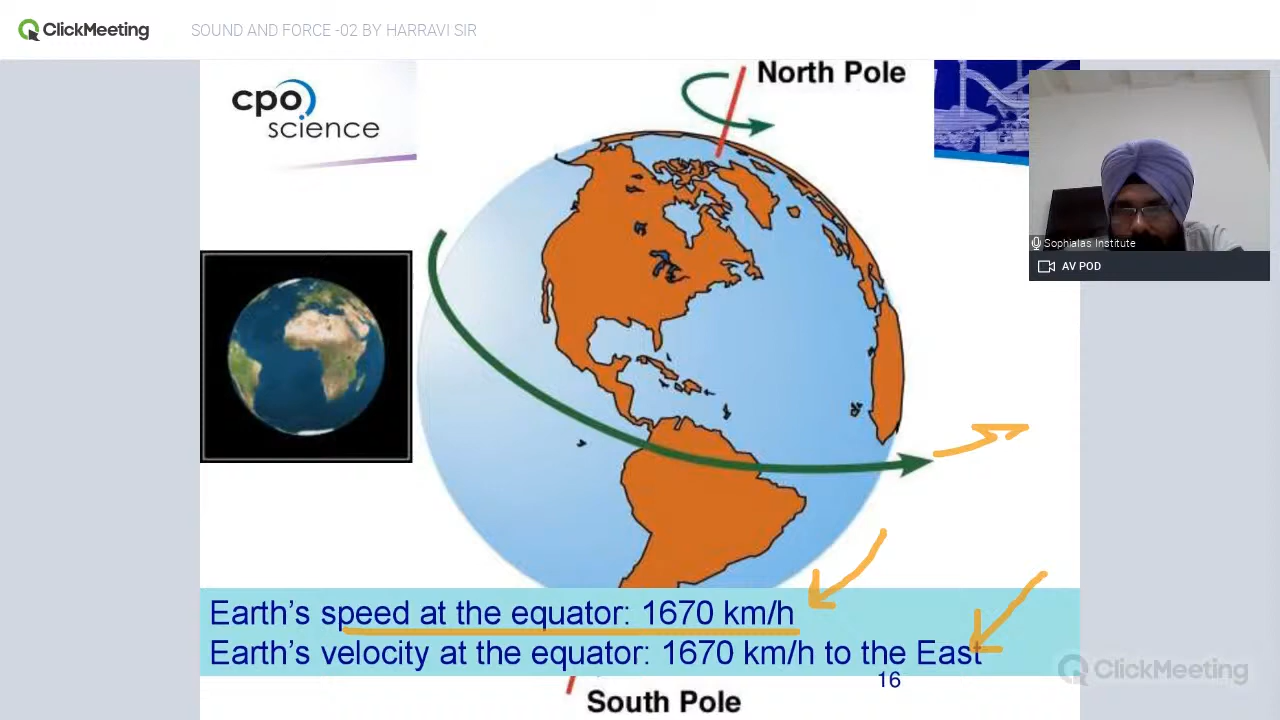 ClickMeeting
SOUND AND FORCE -02 BY HARRAVI SIR
North Pole
cpo
science
Sophialas Institute
AV POD
Earth's speed at the equator: 1670 km/h
Earth's velocity at the equator: 1670 km/h to the East
ClickMeeting
16
South Pole